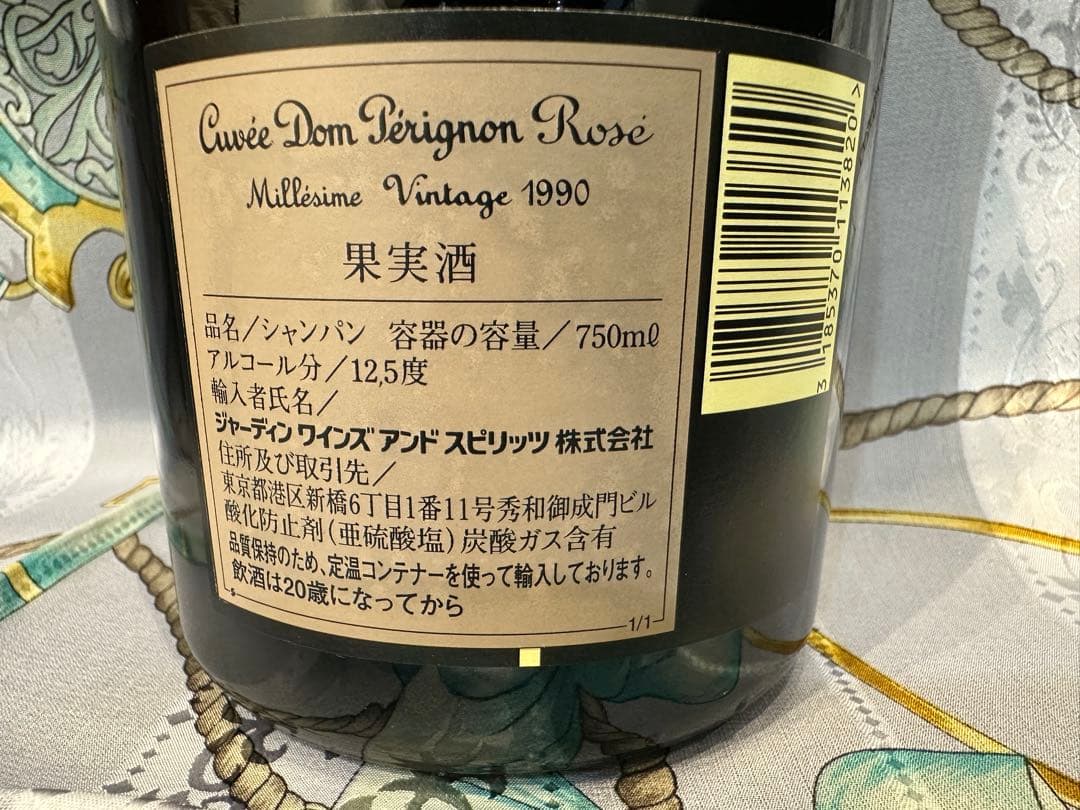 Cuvée Dom Pérignon Rosé
Millésime Vintage 1990
果実酒
品名／シャンパン 容器の容量／750mℓ
アルコール分／12,5度
輸入者氏名／
ジャーディン ワインズ アンド スピリッツ 株式会社
住所及び取引先／
東京都港区新橋6丁目1番11号秀和御成門ビル
酸化防止剤(亜硫酸塩)炭酸ガス含有
品質保持のため、定温コンテナーを使って輸入しております。
飲酒は20歳になってから
s
1/1
3 185370 113820 >